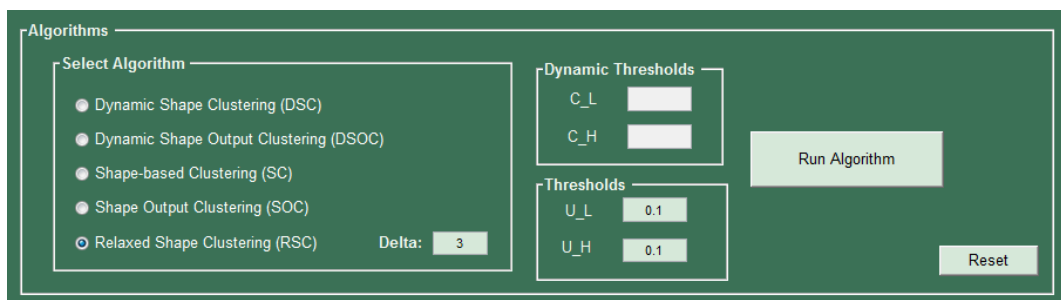 Algorithms
Select Algorithm
Dynamic Shape Clustering (DSC)
Dynamic Shape Output Clustering (DSOC)
Shape-based Clustering (SC)
Shape Output Clustering (SOC)
Relaxed Shape Clustering (RSC) Delta: 3
Dynamic Thresholds
C_L
C_H
Thresholds
U_L 0.1
U_H 0.1
Run Algorithm
Reset